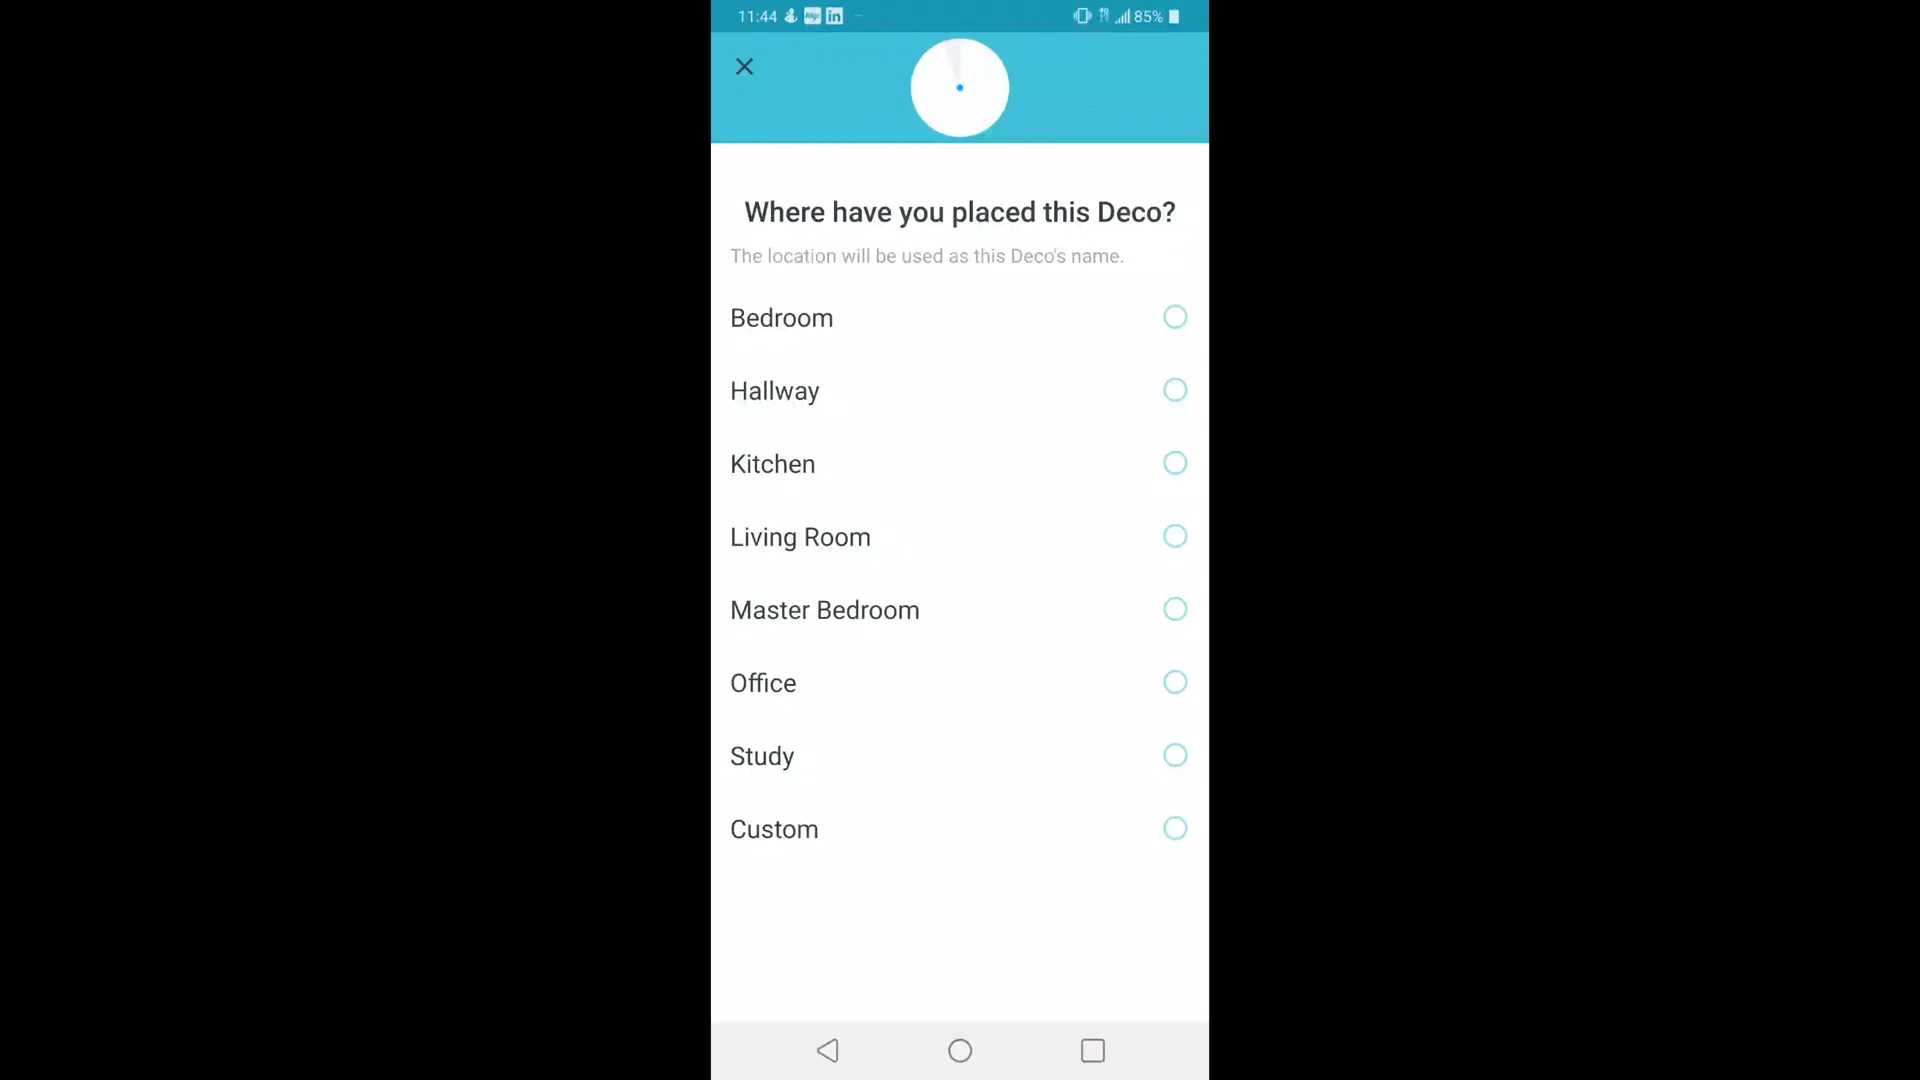 11:44
in
85%
Where have you placed this Deco?
The location will be used as this Deco's name.
Bedroom
Hallway
Kitchen
Living Room
Master Bedroom
Office
Study
Custom